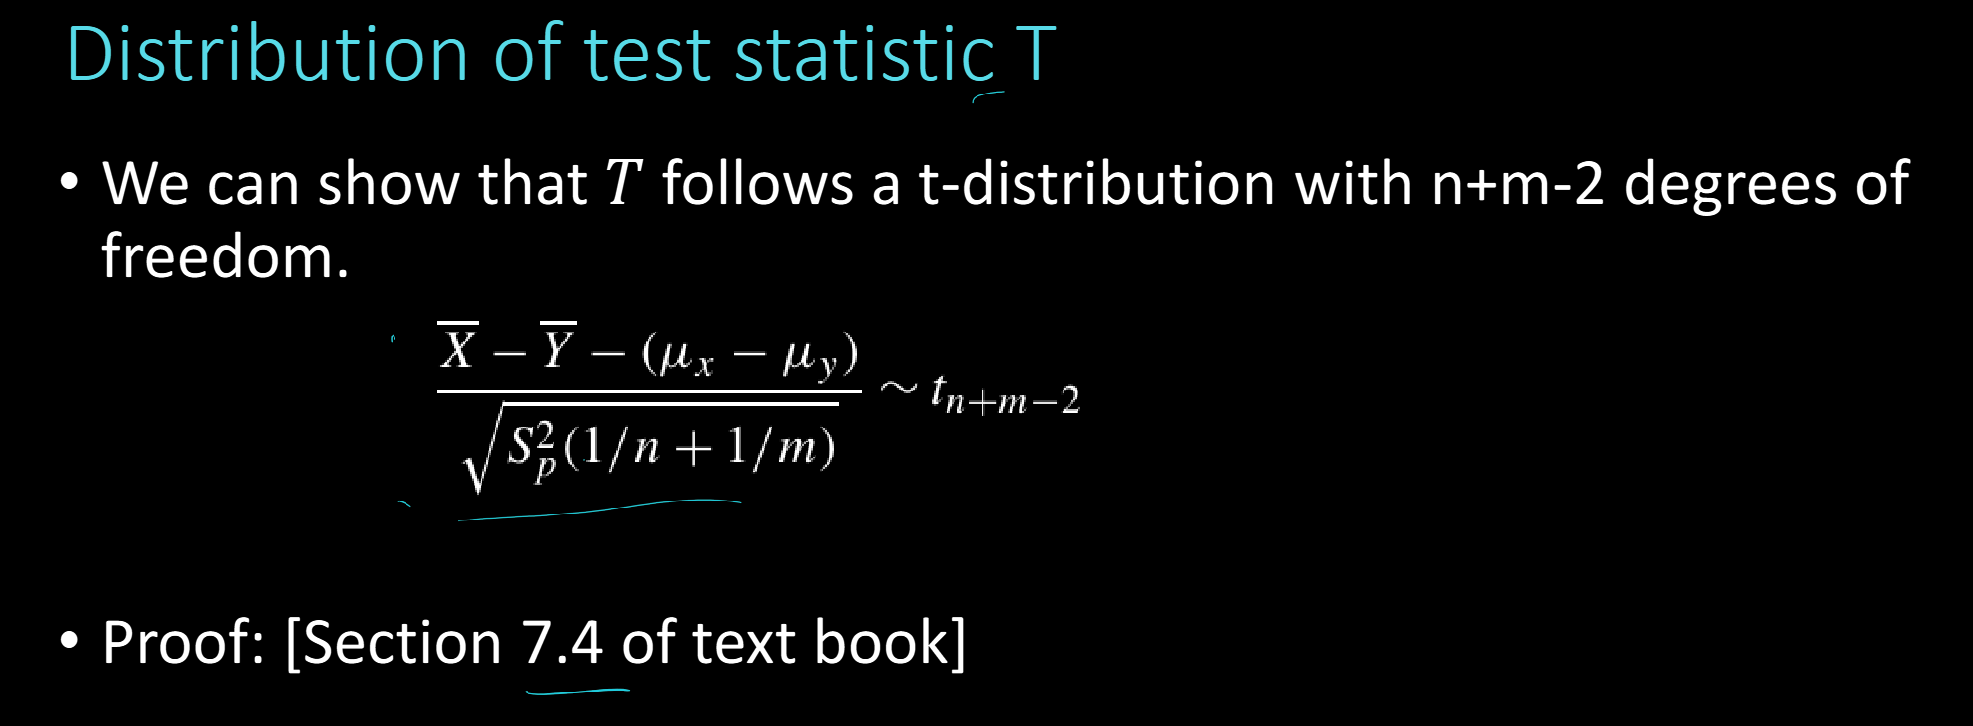 Distribution of test statistic T
• We can show that T follows a t-distribution with n+m-2 degrees of
freedom.
$\frac{\overline{X} - \overline{Y} - (\mu_x - \mu_y)}{\sqrt{S_p^2(1/n + 1/m)}} \sim t_{n+m-2}$
• Proof: [Section 7.4 of text book]